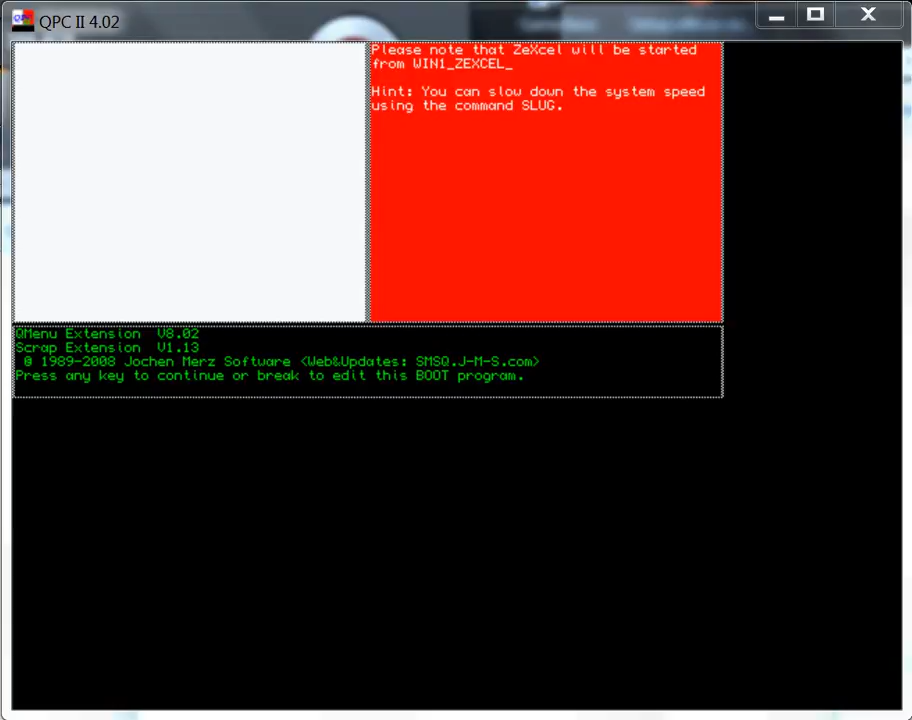 QPC II 4.02
Please note that ZeXcel will be started
from WIN1_ZEXCEL_
Hint: You can slow down the system speed
using the command SLUG.
QMenu Extension V8.02
Scrap Extension V1.13
@ 1989-2008 Jochen Merz Software <Web&Updates: SMSQ.J-M-S.com>
Press any key to continue or break to edit this BOOT program.